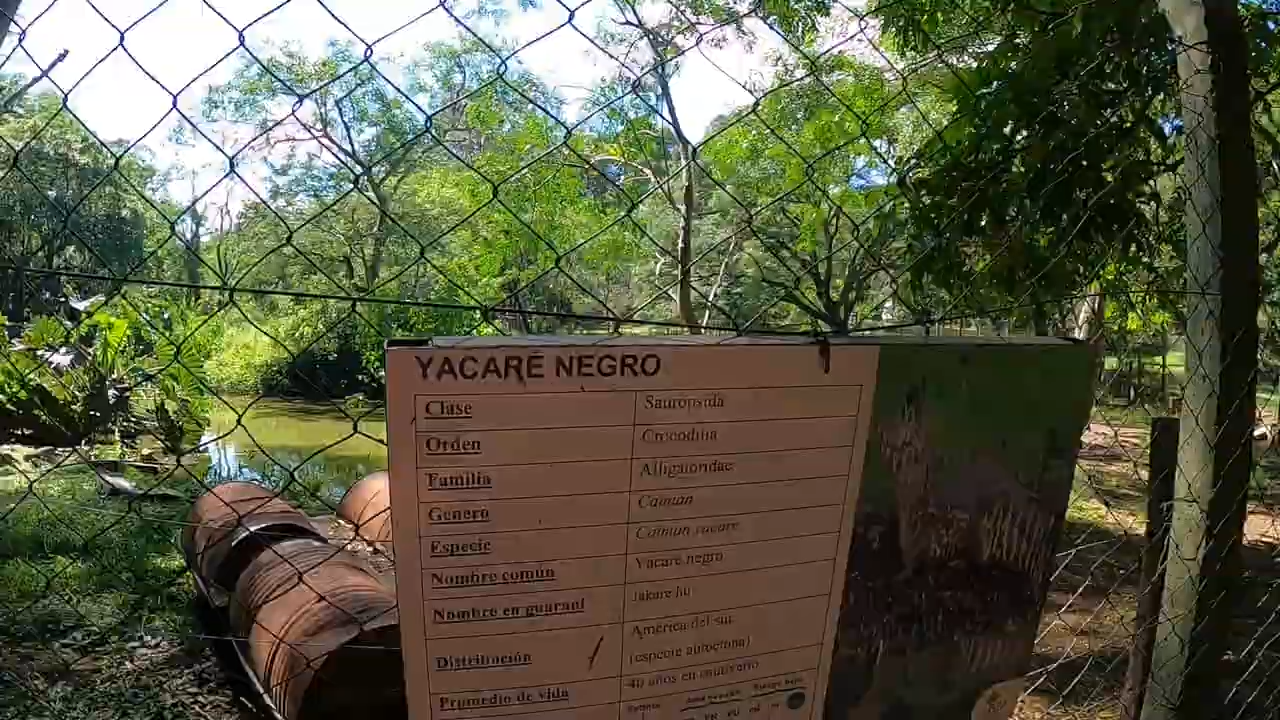 YACARÉ NEGRO
Clase Sauropsida
Orden Crocodilia
Familia Alligatoridae
Genero Caiman
Especie Caiman yacare
Nombre comun Yacare negro
Nombre en guarani Jakare hu
Distribución America del sur
(especie autoctona)
Promedio de vida 40 años en cautiverio